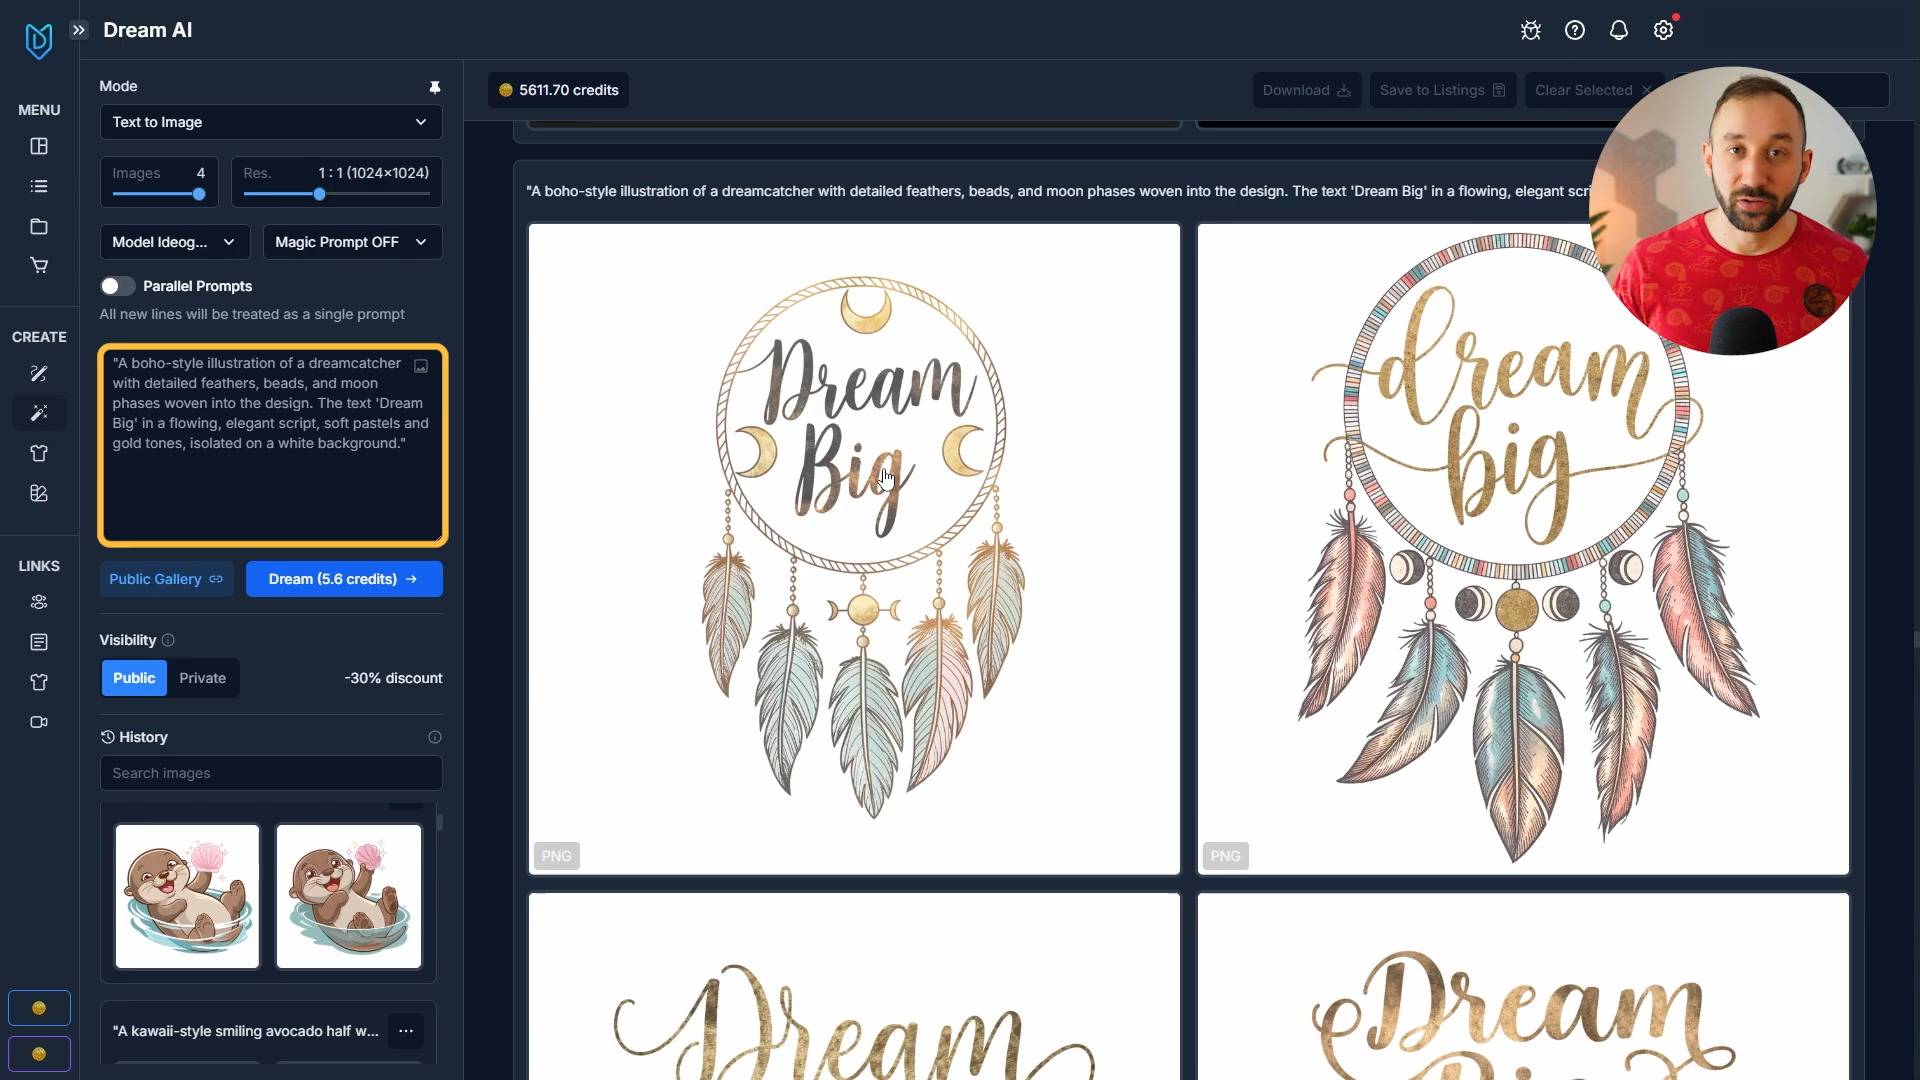 Dream AI
MENU
CREATE
LINKS
Mode
Text to Image
Images 4
Res. 1 : 1 (1024×1024)
Model Ideog...
Magic Prompt OFF
Parallel Prompts
All new lines will be treated as a single prompt
"A boho-style illustration of a dreamcatcher
with detailed feathers, beads, and moon
phases woven into the design. The text 'Dream
Big' in a flowing, elegant script, soft pastels and
gold tones, isolated on a white background."
Public Gallery
Dream (5.6 credits) →
Visibility
Public
Private
-30% discount
History
Search images
"A kawaii-style smiling avocado half w...
5611.70 credits
Download
Save to Listings
Clear Selected ×
"A boho-style illustration of a dreamcatcher with detailed feathers, beads, and moon phases woven into the design. The text 'Dream Big' in a flowing, elegant scri
Dream
Big
PNG
dream
big
PNG
Dream
Dream